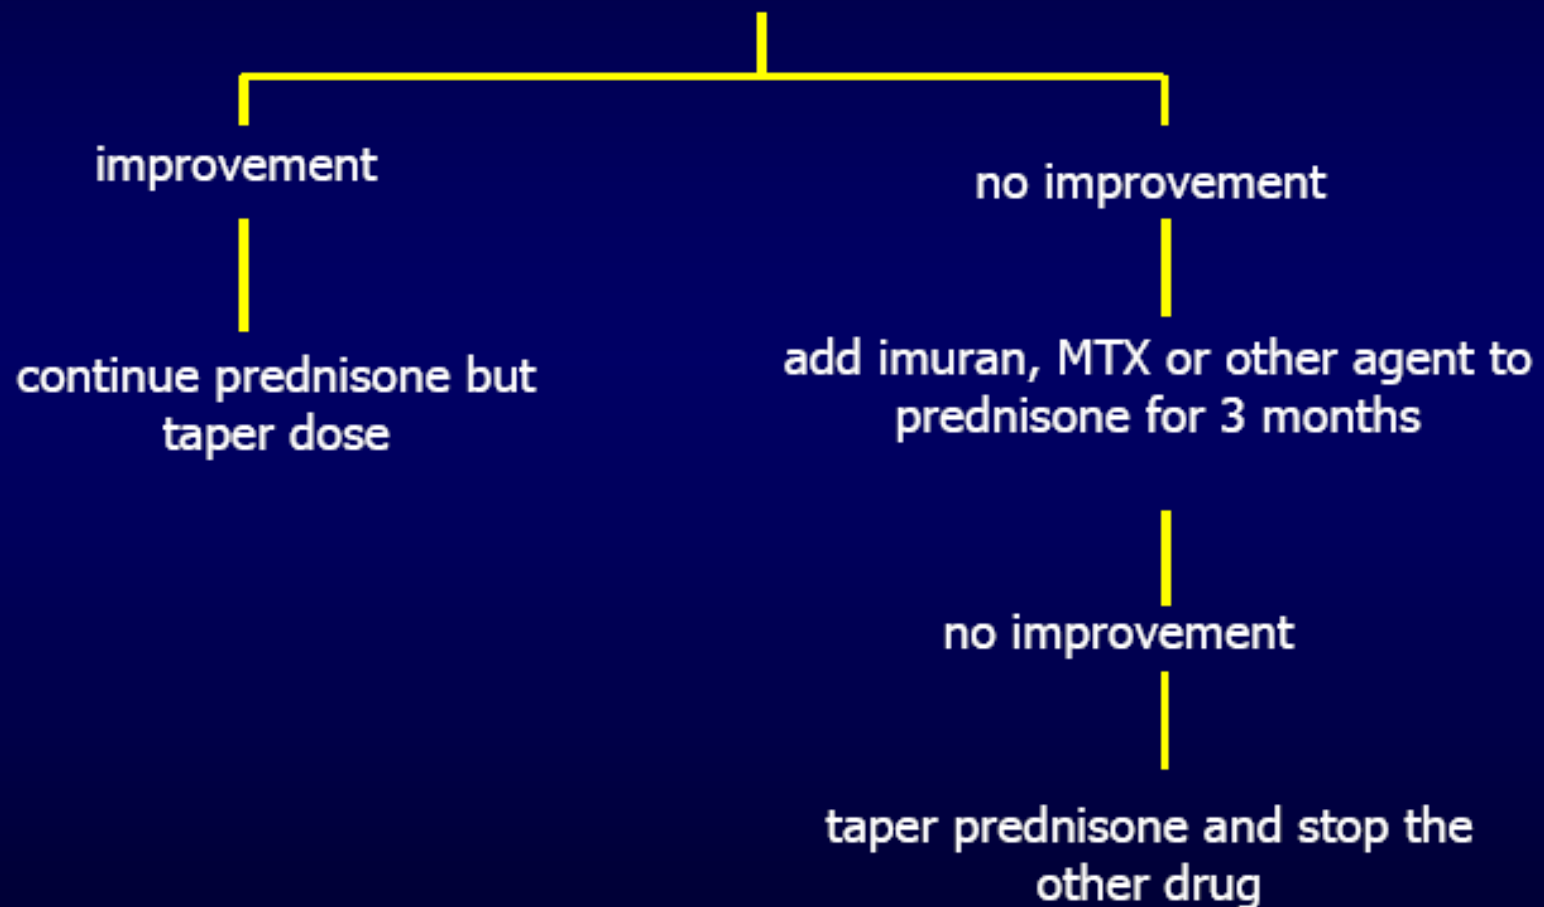 improvement
no improvement
continue prednisone but
taper dose
add imuran, MTX or other agent to
prednisone for 3 months
no improvement
taper prednisone and stop the
other drug